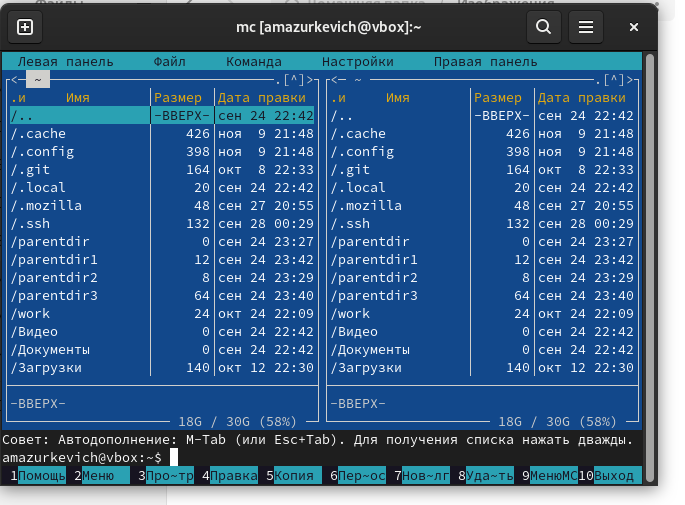 mc [amazurkevich@vbox]:~
Левая панель Файл Команда Настройки Правая панель
<─ ~ .[^]> <─ ~ .[^]>
.и Имя Размер Дата правки .и Имя Размер Дата правки
/.. -ВВЕРХ- сен 24 22:42 /.. -ВВЕРХ- сен 24 22:42
/.cache 426 ноя 9 21:48 /.cache 426 ноя 9 21:48
/.config 398 ноя 9 21:48 /.config 398 ноя 9 21:48
/.git 164 окт 8 22:33 /.git 164 окт 8 22:33
/.local 20 сен 24 22:42 /.local 20 сен 24 22:42
/.mozilla 48 сен 27 20:55 /.mozilla 48 сен 27 20:55
/.ssh 132 сен 28 00:29 /.ssh 132 сен 28 00:29
/parentdir 0 сен 24 23:27 /parentdir 0 сен 24 23:27
/parentdir1 12 сен 24 23:42 /parentdir1 12 сен 24 23:42
/parentdir2 8 сен 24 23:29 /parentdir2 8 сен 24 23:29
/parentdir3 64 сен 24 23:40 /parentdir3 64 сен 24 23:40
/work 24 окт 24 22:09 /work 24 окт 24 22:09
/Видео 0 сен 24 22:42 /Видео 0 сен 24 22:42
/Документы 0 сен 24 22:42 /Документы 0 сен 24 22:42
/Загрузки 140 окт 12 22:30 /Загрузки 140 окт 12 22:30
-ВВЕРХ- -ВВЕРХ-
18G / 30G (58%) 18G / 30G (58%)
Совет: Автодополнение: M-Tab (или Esc+Tab). Для получения списка нажать дважды.
amazurkevich@vbox:~$
1Помощь 2Меню 3Про~тр 4Правка 5Копия 6Пер~ос 7Нов~лг 8Уда~ть 9МенюMC 10Выход